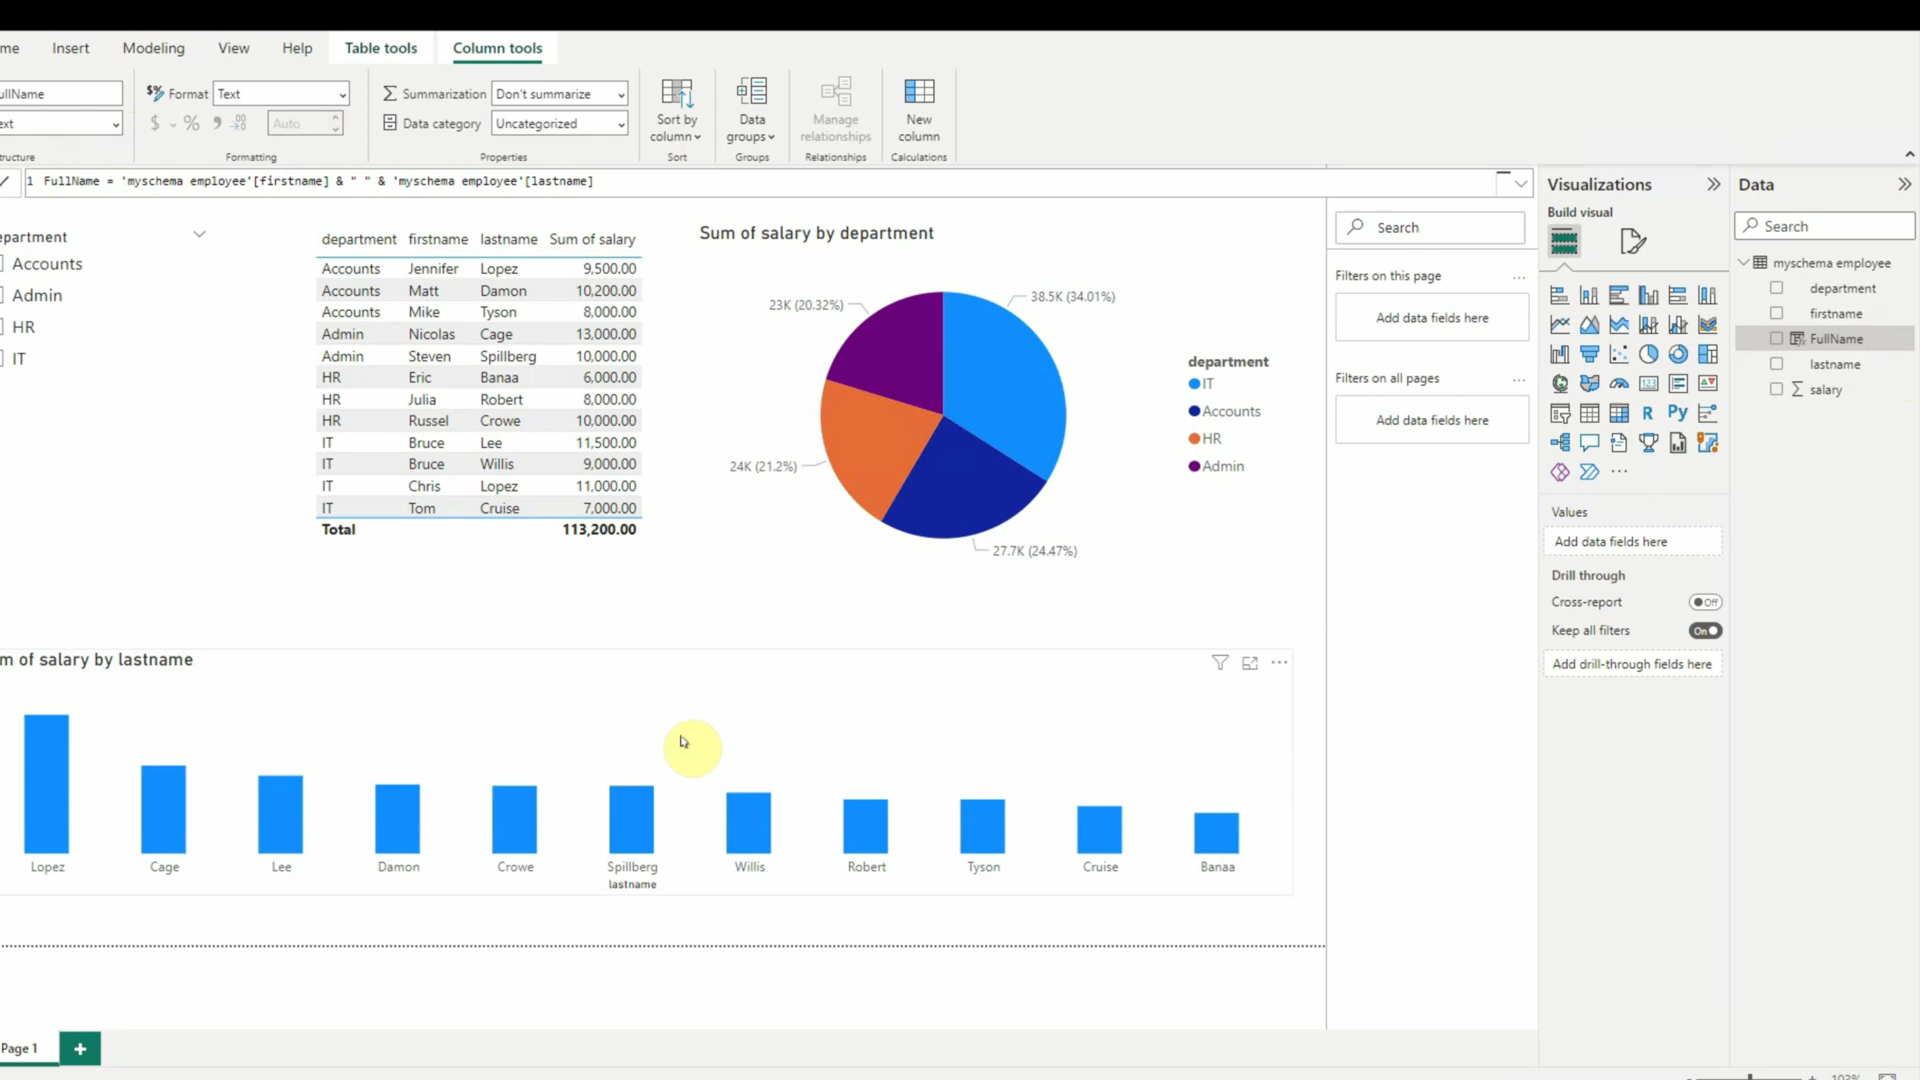 me Insert Modeling View Help Table tools Column tools
ullName
Format Text
Summarization Don't summarize
ext
$ % 9 Auto
Data category Uncategorized
Sort by
column
Data
groups
Manage
relationships
New
column
ructure Formatting Properties Sort Groups Relationships Calculations
1 FullName = 'myschema employee'[firstname] & " " & 'myschema employee'[lastname]
epartment
Accounts
Admin
HR
IT
department firstname lastname Sum of salary
Accounts Jennifer Lopez 9,500.00
Accounts Matt Damon 10,200.00
Accounts Mike Tyson 8,000.00
Admin Nicolas Cage 13,000.00
Admin Steven Spillberg 10,000.00
HR Eric Banaa 6,000.00
HR Julia Robert 8,000.00
HR Russel Crowe 10,000.00
IT Bruce Lee 11,500.00
IT Bruce Willis 9,000.00
IT Chris Lopez 11,000.00
IT Tom Cruise 7,000.00
Total 113,200.00
Sum of salary by department
23K (20.32%)
38.5K (34.01%)
24K (21.2%)
27.7K (24.47%)
department
IT
Accounts
HR
Admin
m of salary by lastname
Lopez Cage Lee Damon Crowe Spillberg Willis Robert Tyson Cruise Banaa
lastname
Search
Filters on this page ...
Add data fields here
Filters on all pages ...
Add data fields here
Visualizations
Build visual
123
R Py
...
Values
Add data fields here
Drill through
Cross-report Off
Keep all filters On
Add drill-through fields here
Data
Search
myschema employee
department
firstname
FullName
lastname
salary
Page 1